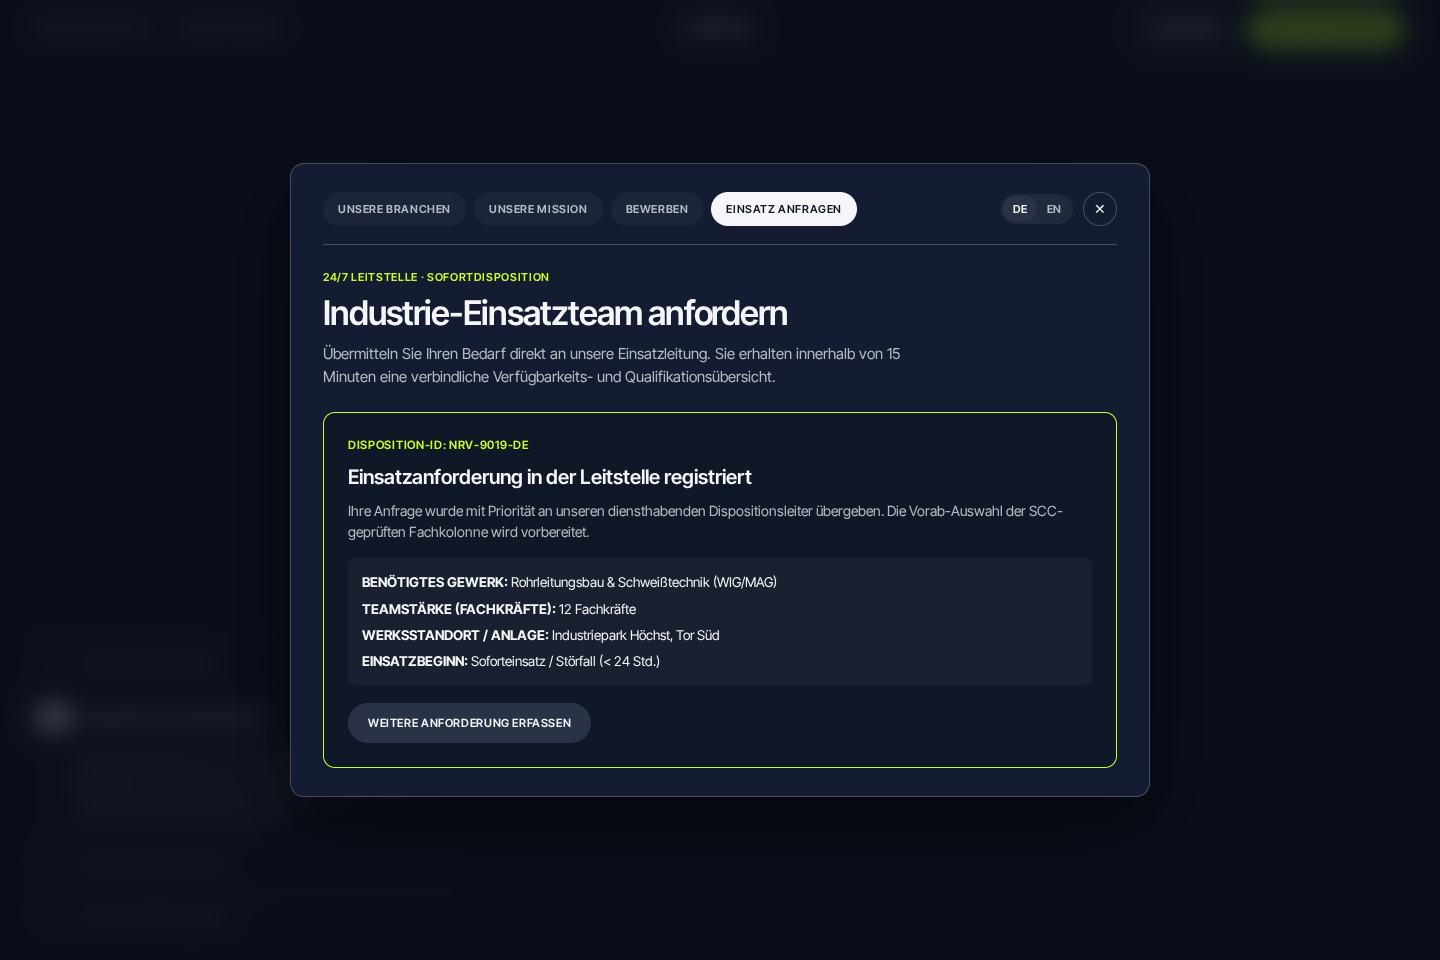 UNSERE BRANCHEN UNSERE MISSION BEWERBEN EINSATZ ANFRAGEN DE EN ✕
24/7 LEITSTELLE · SOFORTDISPOSITION
Industrie-Einsatzteam anfordern
Übermitteln Sie Ihren Bedarf direkt an unsere Einsatzleitung. Sie erhalten innerhalb von 15
Minuten eine verbindliche Verfügbarkeits- und Qualifikationsübersicht.
DISPOSITION-ID: NRV-9019-DE
Einsatzanforderung in der Leitstelle registriert
Ihre Anfrage wurde mit Priorität an unseren diensthabenden Dispositionsleiter übergeben. Die Vorab-Auswahl der SCC-
geprüften Fachkolonne wird vorbereitet.
BENÖTIGTES GEWERK: Rohrleitungsbau & Schweißtechnik (WIG/MAG)
TEAMSTÄRKE (FACHKRÄFTE): 12 Fachkräfte
WERKSSTANDORT / ANLAGE: Industriepark Höchst, Tor Süd
EINSATZBEGINN: Soforteinsatz / Störfall (< 24 Std.)
WEITERE ANFORDERUNG ERFASSEN